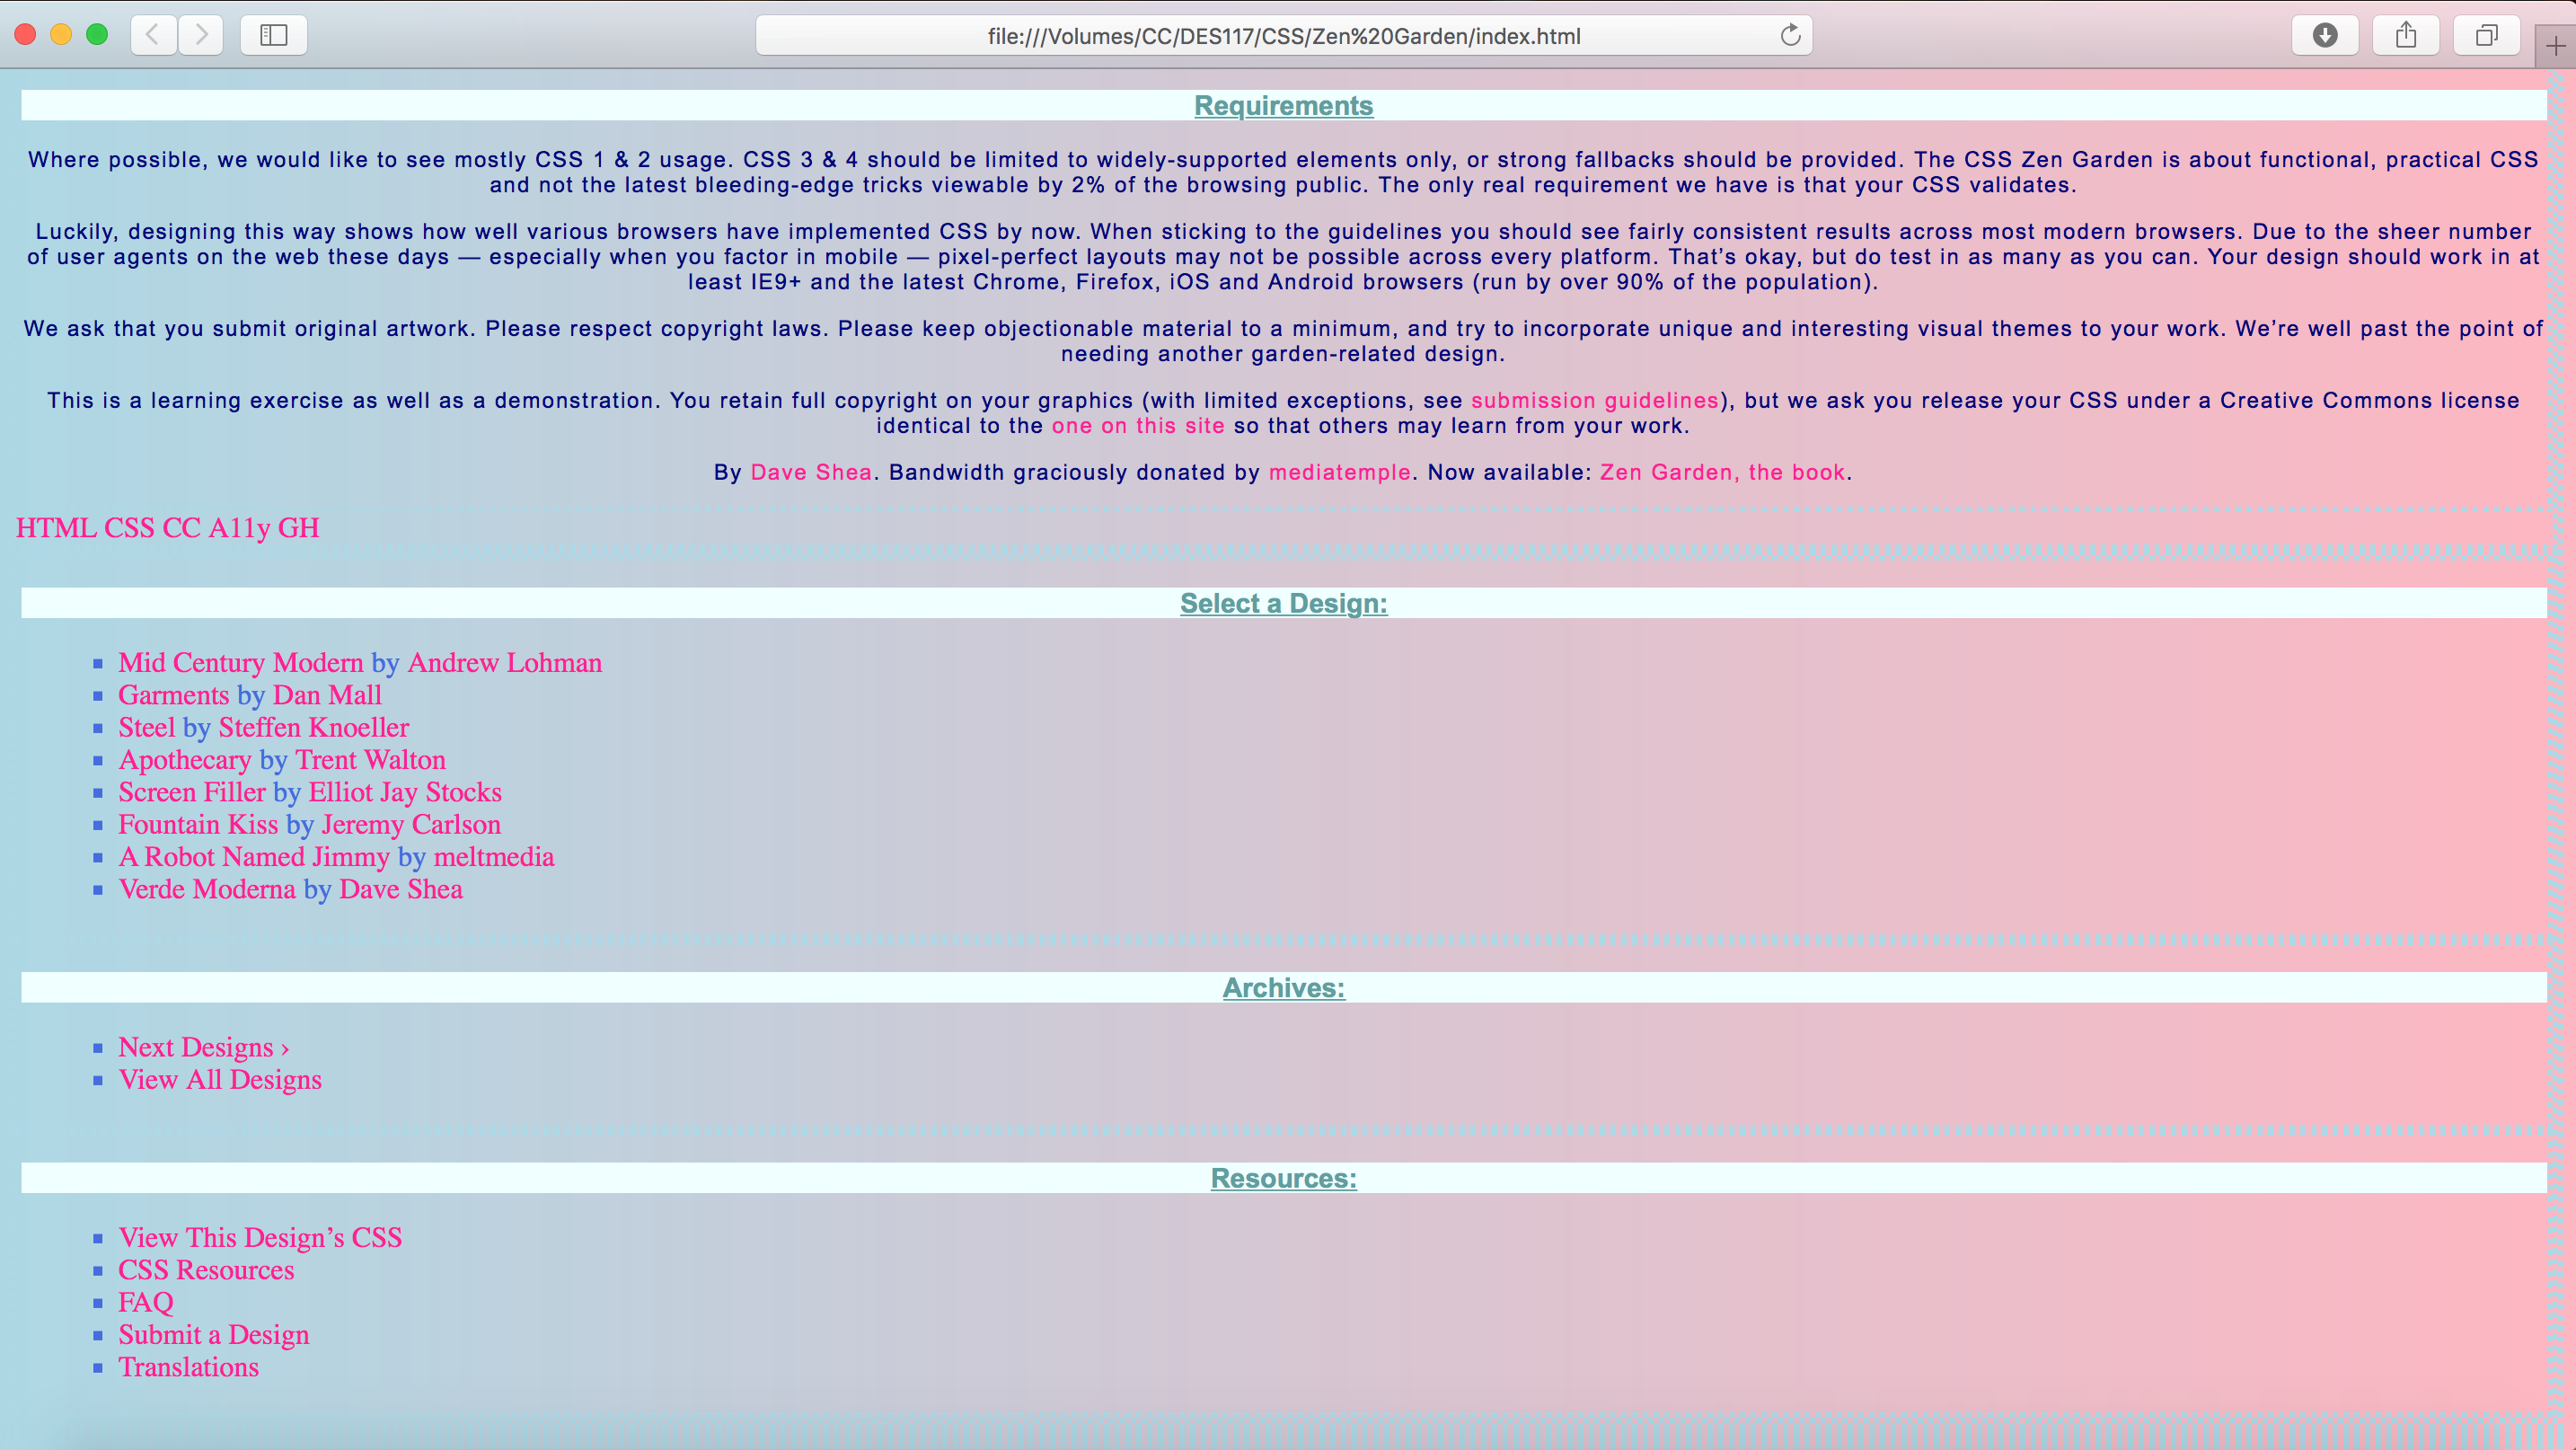 file:///Volumes/CC/DES117/CSS/Zen%20Garden/index.html
Requirements
Where possible, we would like to see mostly CSS 1 & 2 usage. CSS 3 & 4 should be limited to widely-supported elements only, or strong fallbacks should be provided. The CSS Zen Garden is about functional, practical CSS
and not the latest bleeding-edge tricks viewable by 2% of the browsing public. The only real requirement we have is that your CSS validates.
Luckily, designing this way shows how well various browsers have implemented CSS by now. When sticking to the guidelines you should see fairly consistent results across most modern browsers. Due to the sheer number
of user agents on the web these days — especially when you factor in mobile — pixel-perfect layouts may not be possible across every platform. That’s okay, but do test in as many as you can. Your design should work in at
least IE9+ and the latest Chrome, Firefox, iOS and Android browsers (run by over 90% of the population).
We ask that you submit original artwork. Please respect copyright laws. Please keep objectionable material to a minimum, and try to incorporate unique and interesting visual themes to your work. We’re well past the point of
needing another garden-related design.
This is a learning exercise as well as a demonstration. You retain full copyright on your graphics (with limited exceptions, see submission guidelines), but we ask you release your CSS under a Creative Commons license
identical to the one on this site so that others may learn from your work.
By Dave Shea. Bandwidth graciously donated by mediatemple. Now available: Zen Garden, the book.
HTML CSS CC A11y GH
Select a Design:
Mid Century Modern by Andrew Lohman
Garments by Dan Mall
Steel by Steffen Knoeller
Apothecary by Trent Walton
Screen Filler by Elliot Jay Stocks
Fountain Kiss by Jeremy Carlson
A Robot Named Jimmy by meltmedia
Verde Moderna by Dave Shea
Archives:
Next Designs ›
View All Designs
Resources:
View This Design’s CSS
CSS Resources
FAQ
Submit a Design
Translations